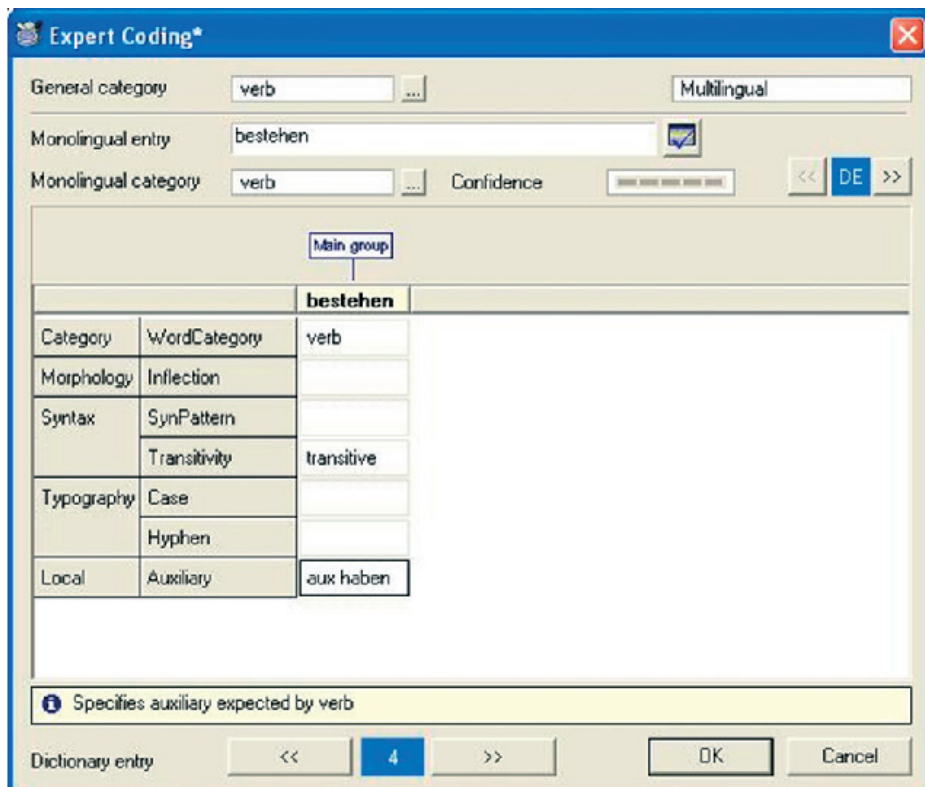 Expert Coding*
General category verb ... Multilingual
Monolingual entry bestehen
Monolingual category verb ... Confidence << DE >>
Main group
bestehen
Category WordCategory verb
Morphology Inflection
Syntax SynPattern
Transitivity transitive
Typography Case
Hyphen
Local Auxiliary aux haben
Specifies auxiliary expected by verb
Dictionary entry << 4 >> OK Cancel